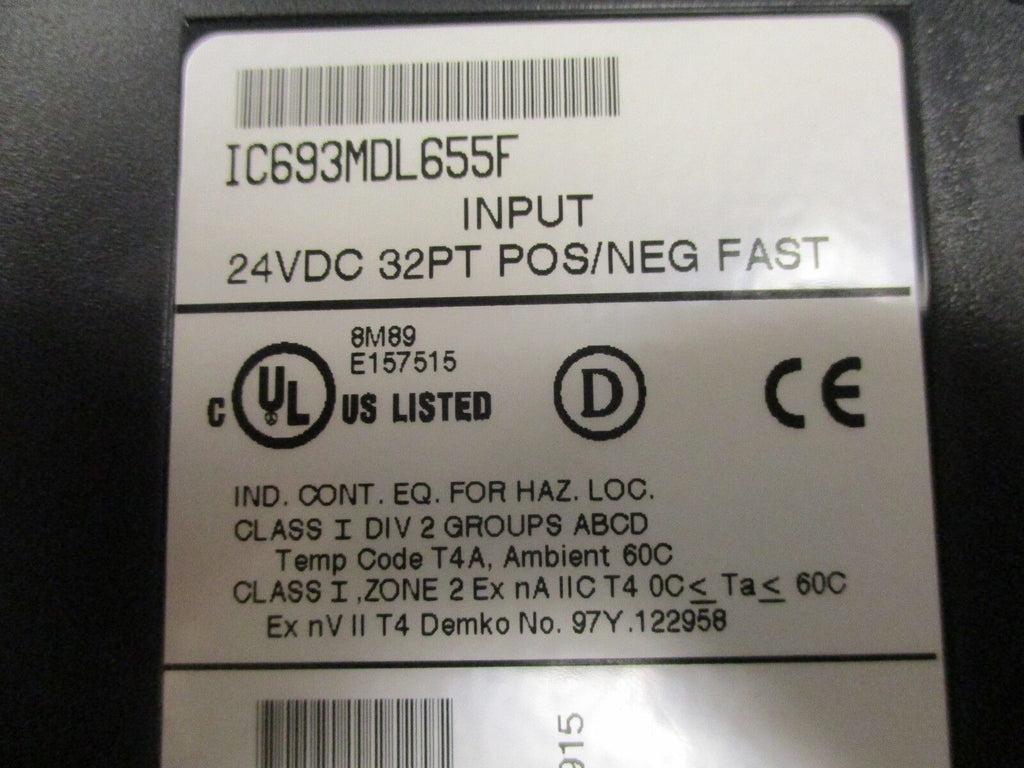 IC693MDL655F
INPUT
24VDC 32PT POS/NEG FAST
8M89
E157515
C UL US LISTED
D
CE
IND. CONT. EQ. FOR HAZ. LOC.
CLASS I DIV 2 GROUPS ABCD
Temp Code T4A, Ambient 60C
CLASS I ,ZONE 2 Ex nA IIC T4 0C ≤ Ta ≤ 60C
Ex nV II T4 Demko No. 97Y.122958
915